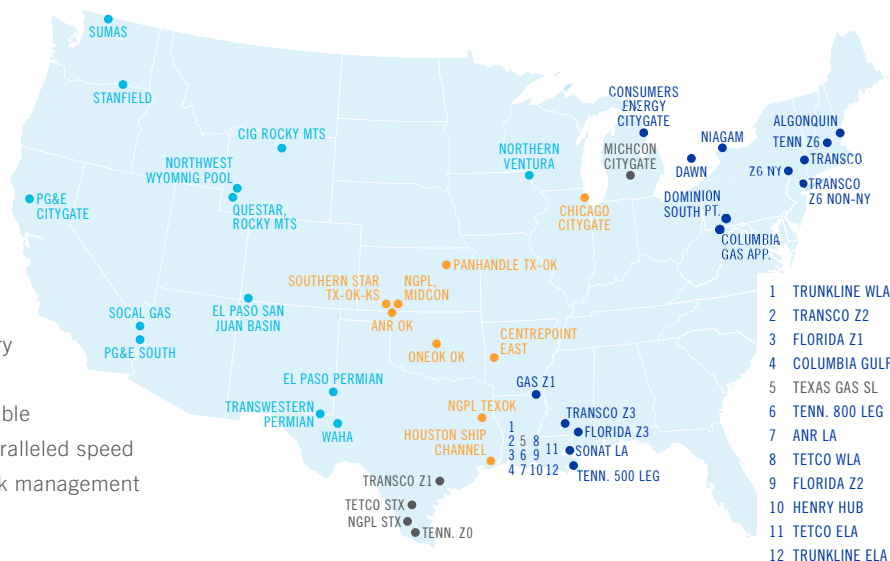 SUMAS
STANFIELD
CIG ROCKY MTS
NORTHWEST
WYOMNIG POOL
PG&E
CITYGATE
QUESTAR,
ROCKY MTS
NORTHERN
VENTURA
CONSUMERS
ENERGY
CITYGATE
MICHCON
CITYGATE
NIAGAM
DAWN
ALGONQUIN
TENN Z6
TRANSCO
Z6 NY
TRANSCO
Z6 NON-NY
DOMINION
SOUTH PT.
COLUMBIA
GAS APP.
CHICAGO
CITYGATE
PANHANDLE TX-OK
SOUTHERN STAR
TX-OK-KS
NGPL,
MIDCON
ANR OK
ONEOK OK
CENTREPOINT
EAST
SOCAL GAS
PG&E SOUTH
EL PASO SAN
JUAN BASIN
EL PASO PERMIAN
TRANSWESTERN
PERMIAN
WAHA
GAS Z1
NGPL TEXOK
HOUSTON SHIP
CHANNEL
TRANSCO Z3
FLORIDA Z3
SONAT LA
TENN. 500 LEG
1
2 5 8
3 6 9 11
4 7 10 12
TRANSCO Z1
TETCO STX
NGPL STX
TENN. Z0
ry
ble
ralleled speed
k management
1 TRUNKLINE WLA
2 TRANSCO Z2
3 FLORIDA Z1
4 COLUMBIA GULF
5 TEXAS GAS SL
6 TENN. 800 LEG
7 ANR LA
8 TETCO WLA
9 FLORIDA Z2
10 HENRY HUB
11 TETCO ELA
12 TRUNKLINE ELA